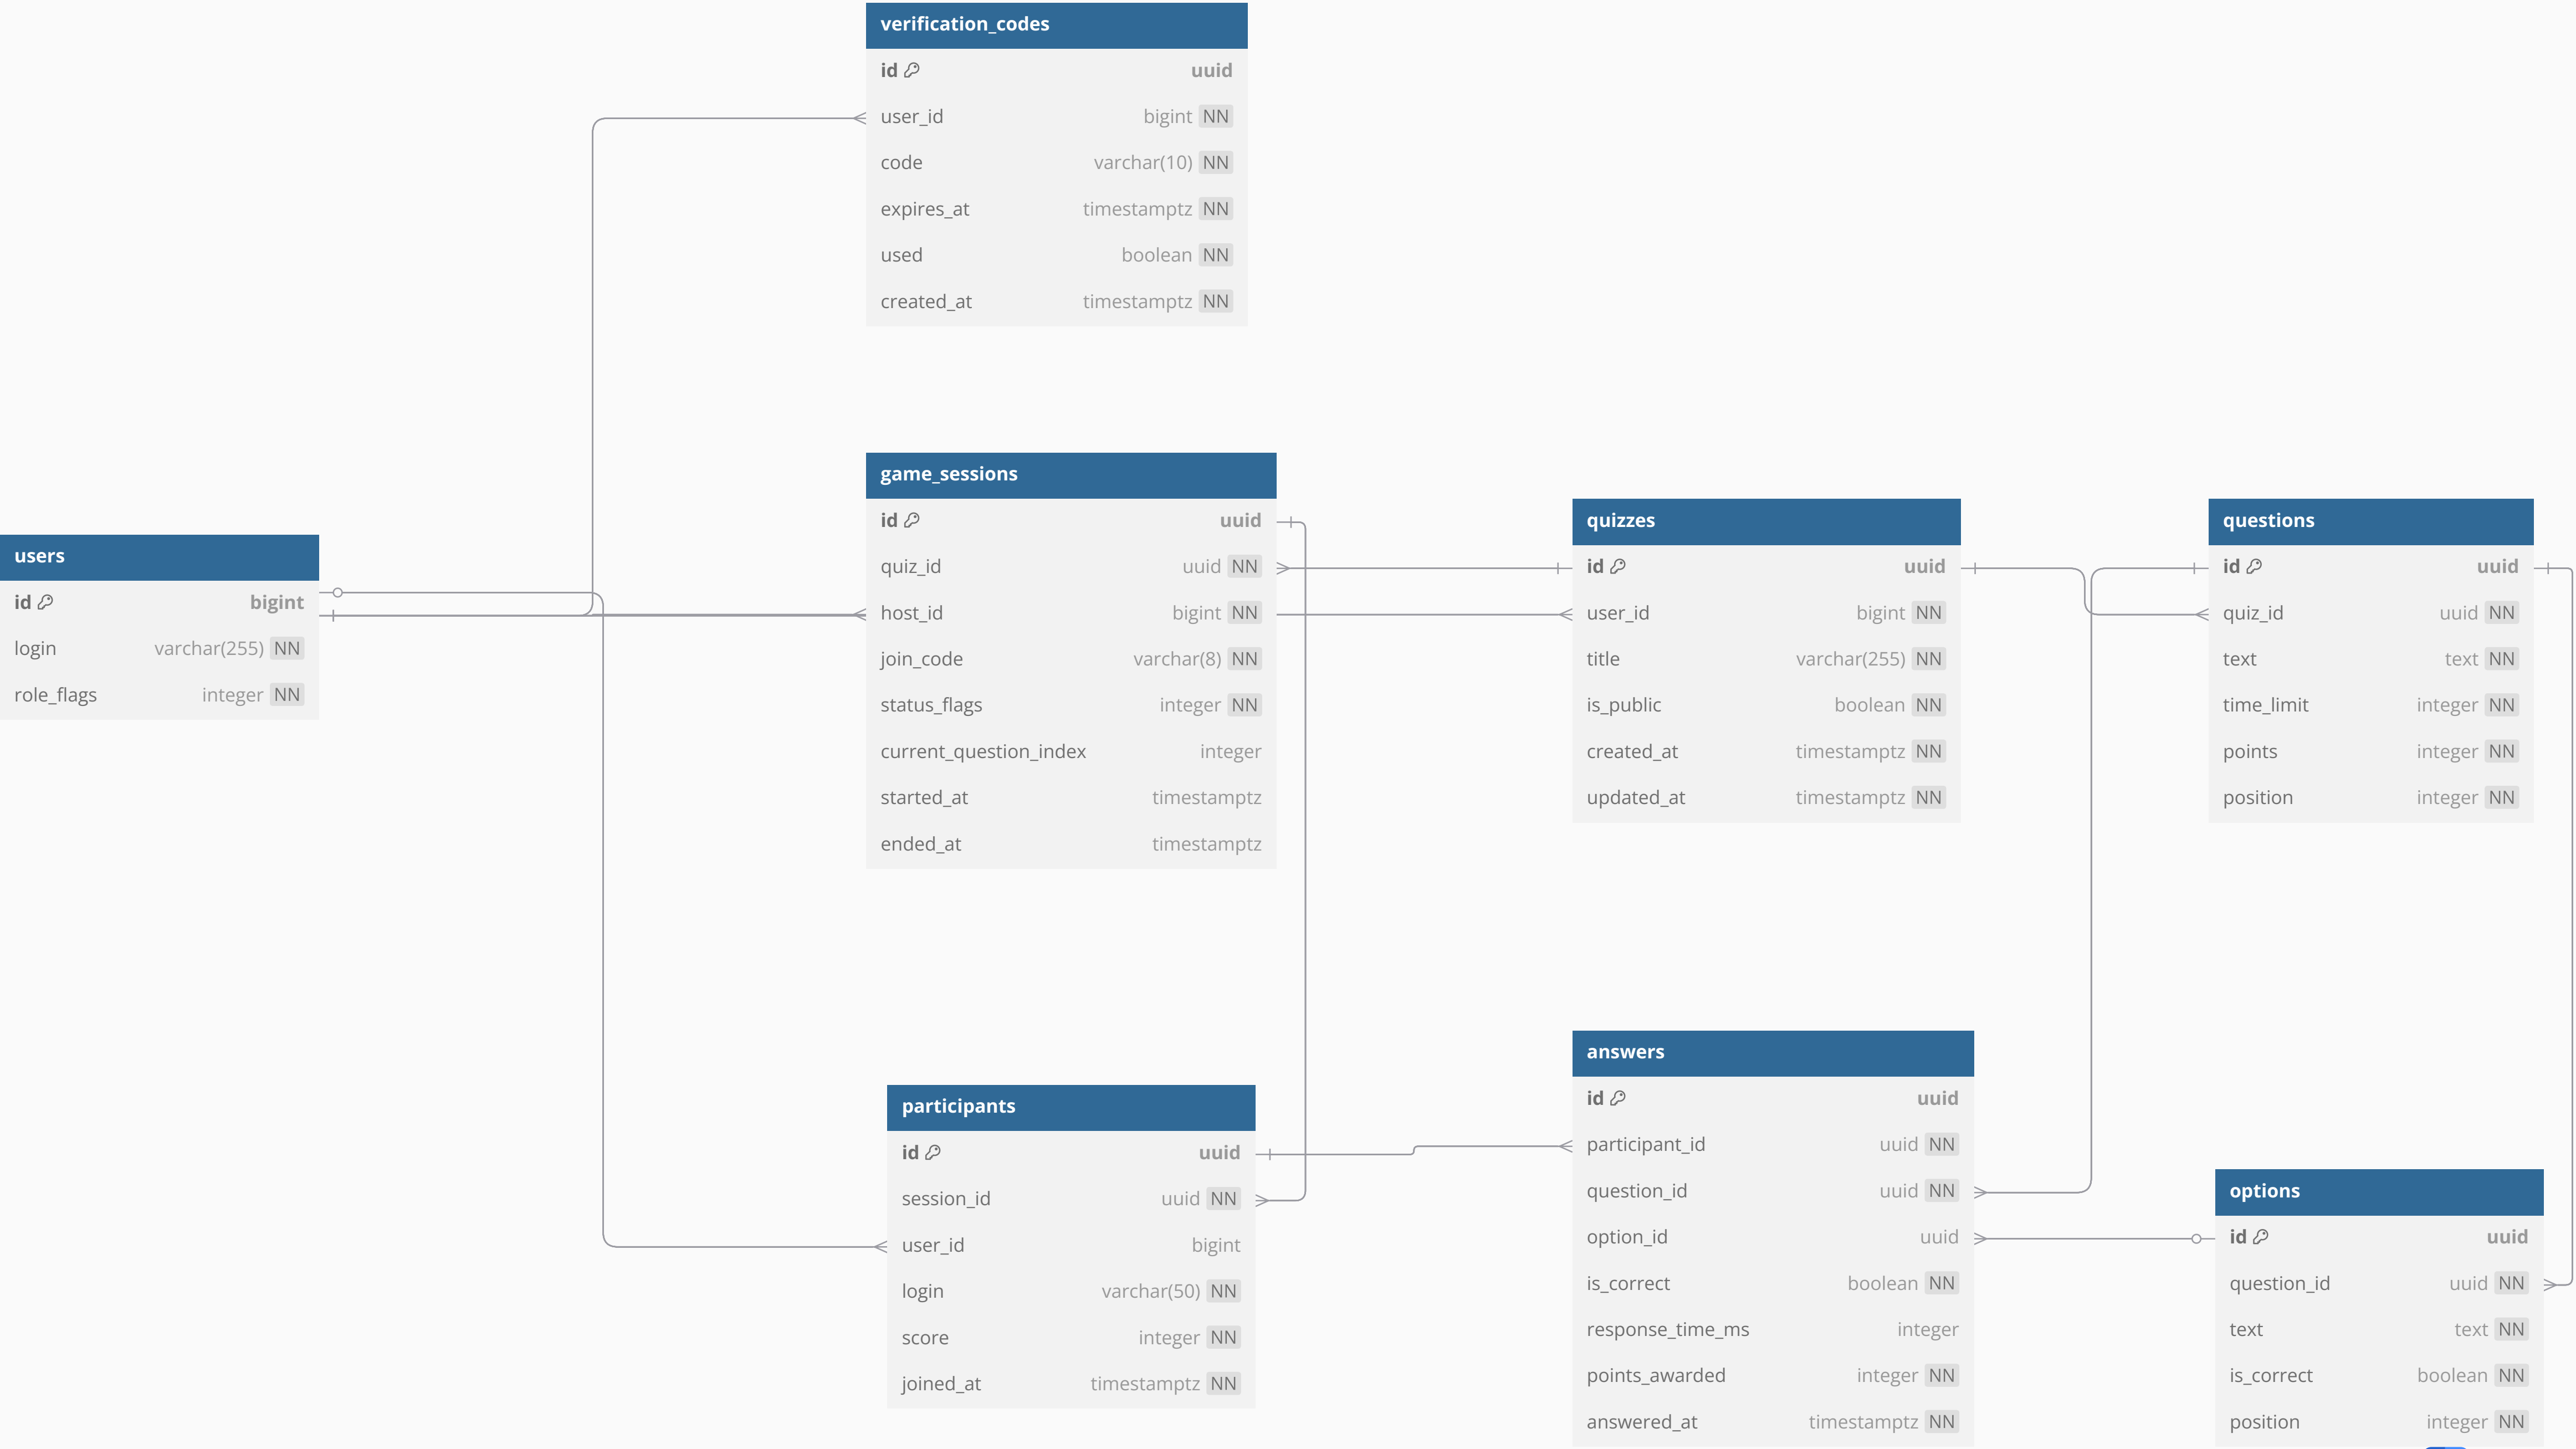 verification_codes
id uuid
user_id bigint NN
code varchar(10) NN
expires_at timestamptz NN
used boolean NN
created_at timestamptz NN
game_sessions
id uuid
quiz_id uuid NN
host_id bigint NN
join_code varchar(8) NN
status_flags integer NN
current_question_index integer
started_at timestamptz
ended_at timestamptz
quizzes
id uuid
user_id bigint NN
title varchar(255) NN
is_public boolean NN
created_at timestamptz NN
updated_at timestamptz NN
questions
id uuid
quiz_id uuid NN
text text NN
time_limit integer NN
points integer NN
position integer NN
users
id bigint
login varchar(255) NN
role_flags integer NN
participants
id uuid
session_id uuid NN
user_id bigint
login varchar(50) NN
score integer NN
joined_at timestamptz NN
answers
id uuid
participant_id uuid NN
question_id uuid NN
option_id uuid
is_correct boolean NN
response_time_ms integer
points_awarded integer NN
answered_at timestamptz NN
options
id uuid
question_id uuid NN
text text NN
is_correct boolean NN
position integer NN